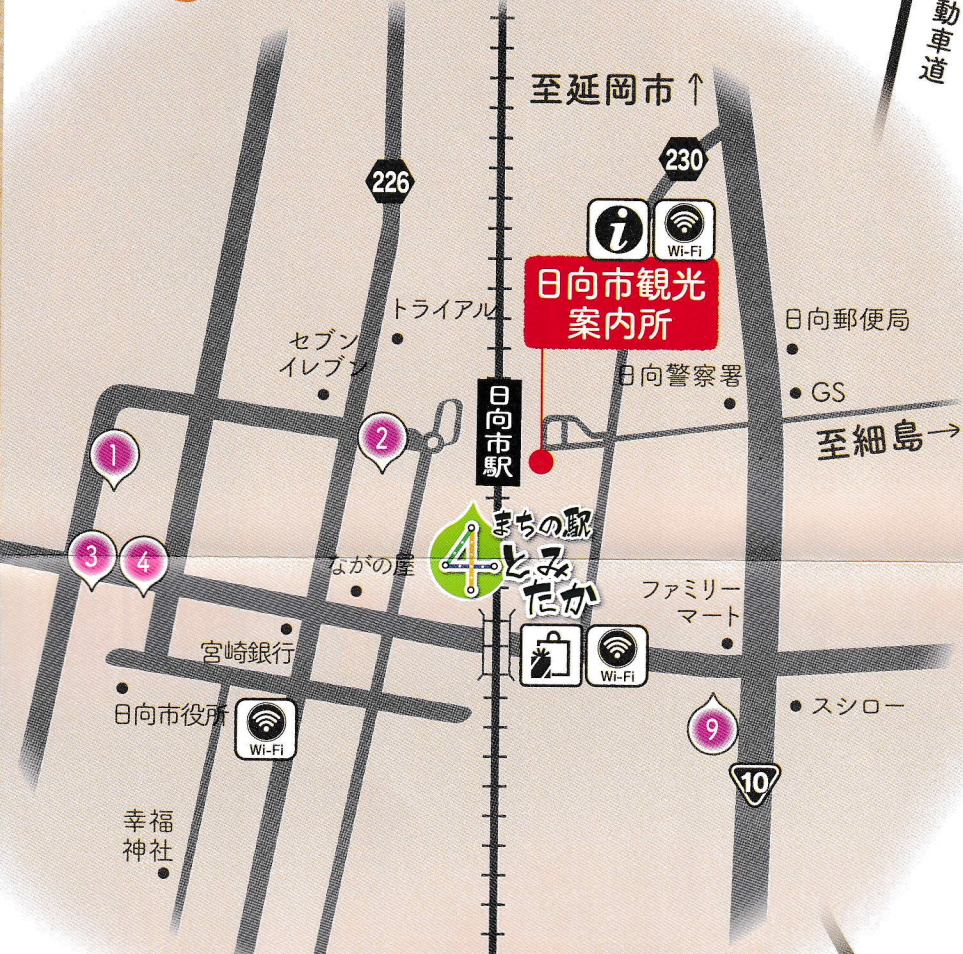 動車道
至延岡市↑
226
230
i
Wi-Fi
日向市観光
案内所
トライアル
セブン
イレブン
日向郵便局
日向警察署
GS
日向市駅
至細島→
1
2
3
4
4
まちの駅
とみ
たか
ながの屋
ファミリー
マート
宮崎銀行
Wi-Fi
日向市役所
Wi-Fi
9
スシロー
10
幸福
神社